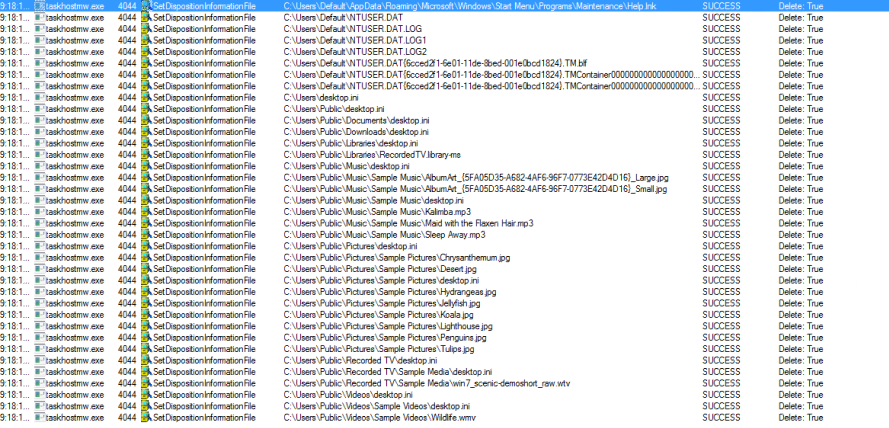 9:18:1... taskhostmw.exe 4044 SetDispositionInformationFile C:\Users\Default\AppData\Roaming\Microsoft\Windows\Start Menu\Programs\Maintenance\Help.lnk SUCCESS Delete: True
9:18:1... taskhostmw.exe 4044 SetDispositionInformationFile C:\Users\Default\NTUSER.DAT SUCCESS Delete: True
9:18:1... taskhostmw.exe 4044 SetDispositionInformationFile C:\Users\Default\NTUSER.DAT.LOG SUCCESS Delete: True
9:18:1... taskhostmw.exe 4044 SetDispositionInformationFile C:\Users\Default\NTUSER.DAT.LOG1 SUCCESS Delete: True
9:18:1... taskhostmw.exe 4044 SetDispositionInformationFile C:\Users\Default\NTUSER.DAT.LOG2 SUCCESS Delete: True
9:18:1... taskhostmw.exe 4044 SetDispositionInformationFile C:\Users\Default\NTUSER.DAT{6cced2f1-6e01-11de-8bed-001e0bcd1824}.TM.blf SUCCESS Delete: True
9:18:1... taskhostmw.exe 4044 SetDispositionInformationFile C:\Users\Default\NTUSER.DAT{6cced2f1-6e01-11de-8bed-001e0bcd1824}.TMContainer000000000000000000... SUCCESS Delete: True
9:18:1... taskhostmw.exe 4044 SetDispositionInformationFile C:\Users\Default\NTUSER.DAT{6cced2f1-6e01-11de-8bed-001e0bcd1824}.TMContainer000000000000000000... SUCCESS Delete: True
9:18:1... taskhostmw.exe 4044 SetDispositionInformationFile C:\Users\desktop.ini SUCCESS Delete: True
9:18:1... taskhostmw.exe 4044 SetDispositionInformationFile C:\Users\Public\desktop.ini SUCCESS Delete: True
9:18:1... taskhostmw.exe 4044 SetDispositionInformationFile C:\Users\Public\Documents\desktop.ini SUCCESS Delete: True
9:18:1... taskhostmw.exe 4044 SetDispositionInformationFile C:\Users\Public\Downloads\desktop.ini SUCCESS Delete: True
9:18:1... taskhostmw.exe 4044 SetDispositionInformationFile C:\Users\Public\Libraries\desktop.ini SUCCESS Delete: True
9:18:1... taskhostmw.exe 4044 SetDispositionInformationFile C:\Users\Public\Libraries\RecordedTV.library-ms SUCCESS Delete: True
9:18:1... taskhostmw.exe 4044 SetDispositionInformationFile C:\Users\Public\Music\desktop.ini SUCCESS Delete: True
9:18:1... taskhostmw.exe 4044 SetDispositionInformationFile C:\Users\Public\Music\Sample Music\AlbumArt_{5FA05D35-A682-4AF6-96F7-0773E42D4D16}_Large.jpg SUCCESS Delete: True
9:18:1... taskhostmw.exe 4044 SetDispositionInformationFile C:\Users\Public\Music\Sample Music\AlbumArt_{5FA05D35-A682-4AF6-96F7-0773E42D4D16}_Small.jpg SUCCESS Delete: True
9:18:1... taskhostmw.exe 4044 SetDispositionInformationFile C:\Users\Public\Music\Sample Music\desktop.ini SUCCESS Delete: True
9:18:1... taskhostmw.exe 4044 SetDispositionInformationFile C:\Users\Public\Music\Sample Music\Kalimba.mp3 SUCCESS Delete: True
9:18:1... taskhostmw.exe 4044 SetDispositionInformationFile C:\Users\Public\Music\Sample Music\Maid with the Flaxen Hair.mp3 SUCCESS Delete: True
9:18:1... taskhostmw.exe 4044 SetDispositionInformationFile C:\Users\Public\Music\Sample Music\Sleep Away.mp3 SUCCESS Delete: True
9:18:1... taskhostmw.exe 4044 SetDispositionInformationFile C:\Users\Public\Pictures\desktop.ini SUCCESS Delete: True
9:18:1... taskhostmw.exe 4044 SetDispositionInformationFile C:\Users\Public\Pictures\Sample Pictures\Chrysanthemum.jpg SUCCESS Delete: True
9:18:1... taskhostmw.exe 4044 SetDispositionInformationFile C:\Users\Public\Pictures\Sample Pictures\Desert.jpg SUCCESS Delete: True
9:18:1... taskhostmw.exe 4044 SetDispositionInformationFile C:\Users\Public\Pictures\Sample Pictures\desktop.ini SUCCESS Delete: True
9:18:1... taskhostmw.exe 4044 SetDispositionInformationFile C:\Users\Public\Pictures\Sample Pictures\Hydrangeas.jpg SUCCESS Delete: True
9:18:1... taskhostmw.exe 4044 SetDispositionInformationFile C:\Users\Public\Pictures\Sample Pictures\Jellyfish.jpg SUCCESS Delete: True
9:18:1... taskhostmw.exe 4044 SetDispositionInformationFile C:\Users\Public\Pictures\Sample Pictures\Koala.jpg SUCCESS Delete: True
9:18:1... taskhostmw.exe 4044 SetDispositionInformationFile C:\Users\Public\Pictures\Sample Pictures\Lighthouse.jpg SUCCESS Delete: True
9:18:1... taskhostmw.exe 4044 SetDispositionInformationFile C:\Users\Public\Pictures\Sample Pictures\Penguins.jpg SUCCESS Delete: True
9:18:1... taskhostmw.exe 4044 SetDispositionInformationFile C:\Users\Public\Pictures\Sample Pictures\Tulips.jpg SUCCESS Delete: True
9:18:1... taskhostmw.exe 4044 SetDispositionInformationFile C:\Users\Public\Recorded TV\desktop.ini SUCCESS Delete: True
9:18:1... taskhostmw.exe 4044 SetDispositionInformationFile C:\Users\Public\Recorded TV\Sample Media\desktop.ini SUCCESS Delete: True
9:18:1... taskhostmw.exe 4044 SetDispositionInformationFile C:\Users\Public\Recorded TV\Sample Media\win7_scenic-demoshort_raw.wtv SUCCESS Delete: True
9:18:1... taskhostmw.exe 4044 SetDispositionInformationFile C:\Users\Public\Videos\desktop.ini SUCCESS Delete: True
9:18:1... taskhostmw.exe 4044 SetDispositionInformationFile C:\Users\Public\Videos\Sample Videos\desktop.ini SUCCESS Delete: True
9:18:1... taskhostmw.exe 4044 SetDispositionInformationFile C:\Users\Public\Videos\Sample Videos\Wildlife.wmv SUCCESS Delete: True